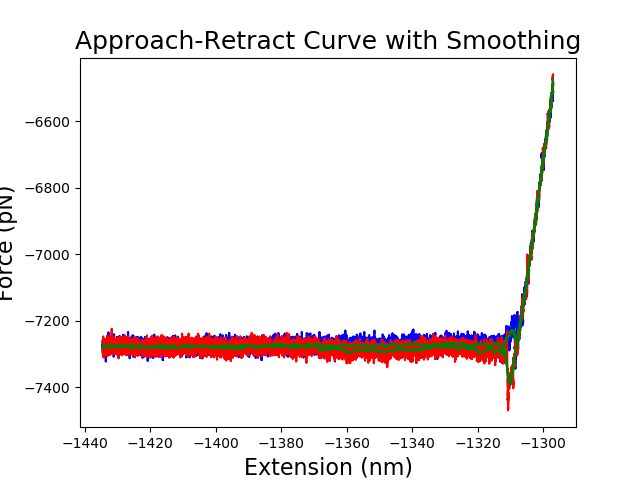 Approach-Retract Curve with Smoothing
Force (pN)
−6600
−6800
−7000
−7200
−7400
−1440 −1420 −1400 −1380 −1360 −1340 −1320 −1300
Extension (nm)